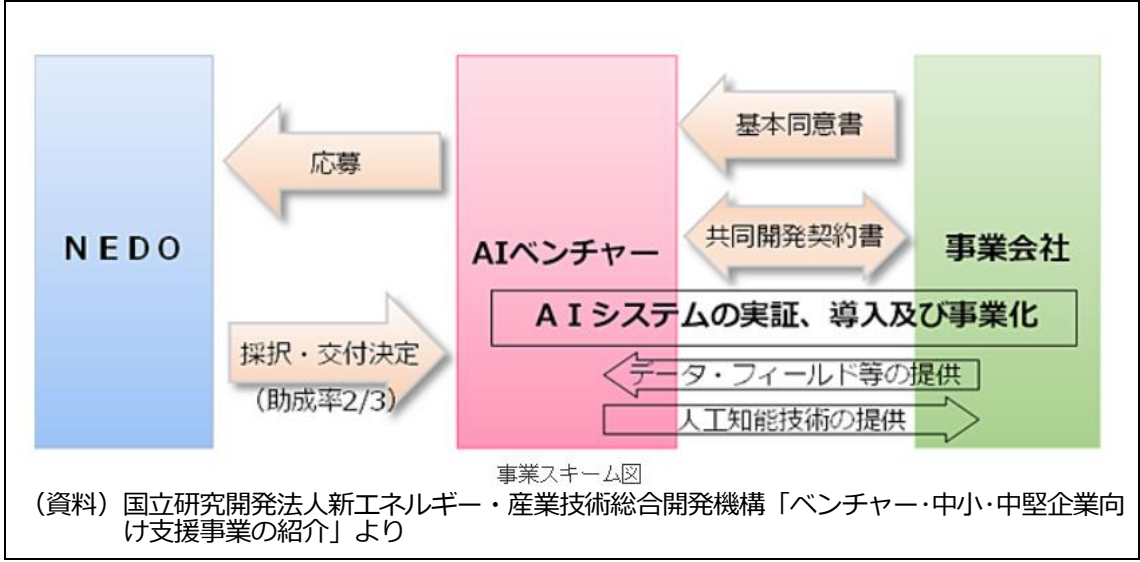 基本同意書
応募
共同開発契約書
ＮＥＤＯ
AIベンチャー
事業会社
ＡＩシステムの実証、導入及び事業化
採択・交付決定
（助成率2/3）
データ・フィールド等の提供
人工知能技術の提供
事業スキーム図
（資料）国立研究開発法人新エネルギー・産業技術総合開発機構「ベンチャー･中小･中堅企業向
け支援事業の紹介」より